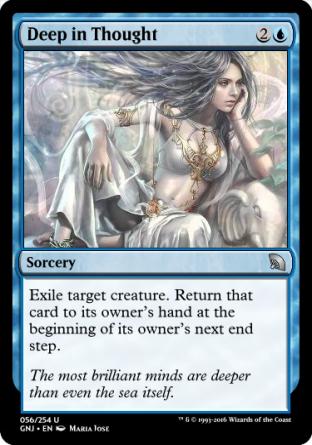 Deep in Thought 2
Sorcery
Exile target creature. Return that
card to its owner's hand at the
beginning of its owner's next end
step.
The most brilliant minds are deeper
than even the sea itself.
056/254 U
GNJ • EN Maria Jose
™ & © 1993-2016 Wizards of the Coast